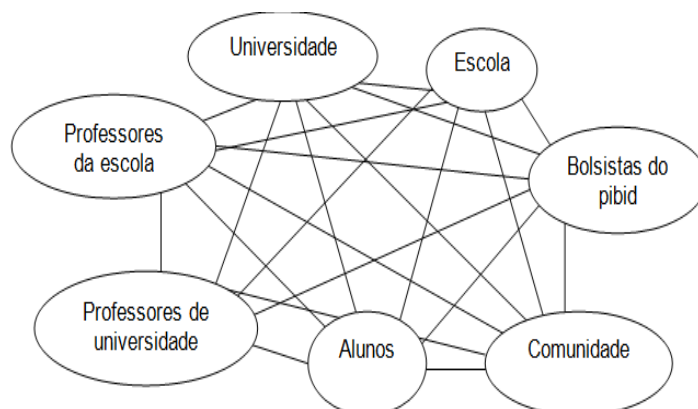 Universidade
Escola
Professores
da escola
Bolsistas do
pibid
Professores de
universidade
Alunos
Comunidade